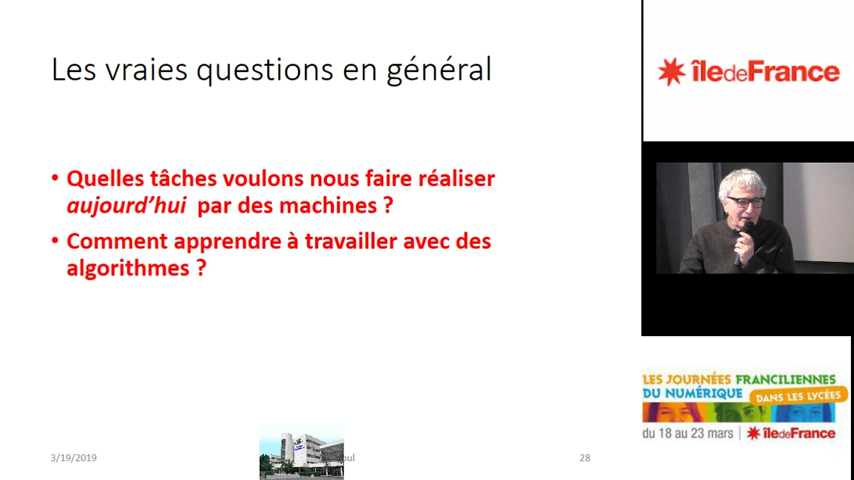 Les vraies questions en général
• Quelles tâches voulons nous faire réaliser
aujourd’hui par des machines ?
• Comment apprendre à travailler avec des
algorithmes ?
3/19/2019
28
îledeFrance
LES JOURNÉES FRANCILIENNES
DU NUMÉRIQUE DANS LES LYCÉES
du 18 au 23 mars | îledeFrance